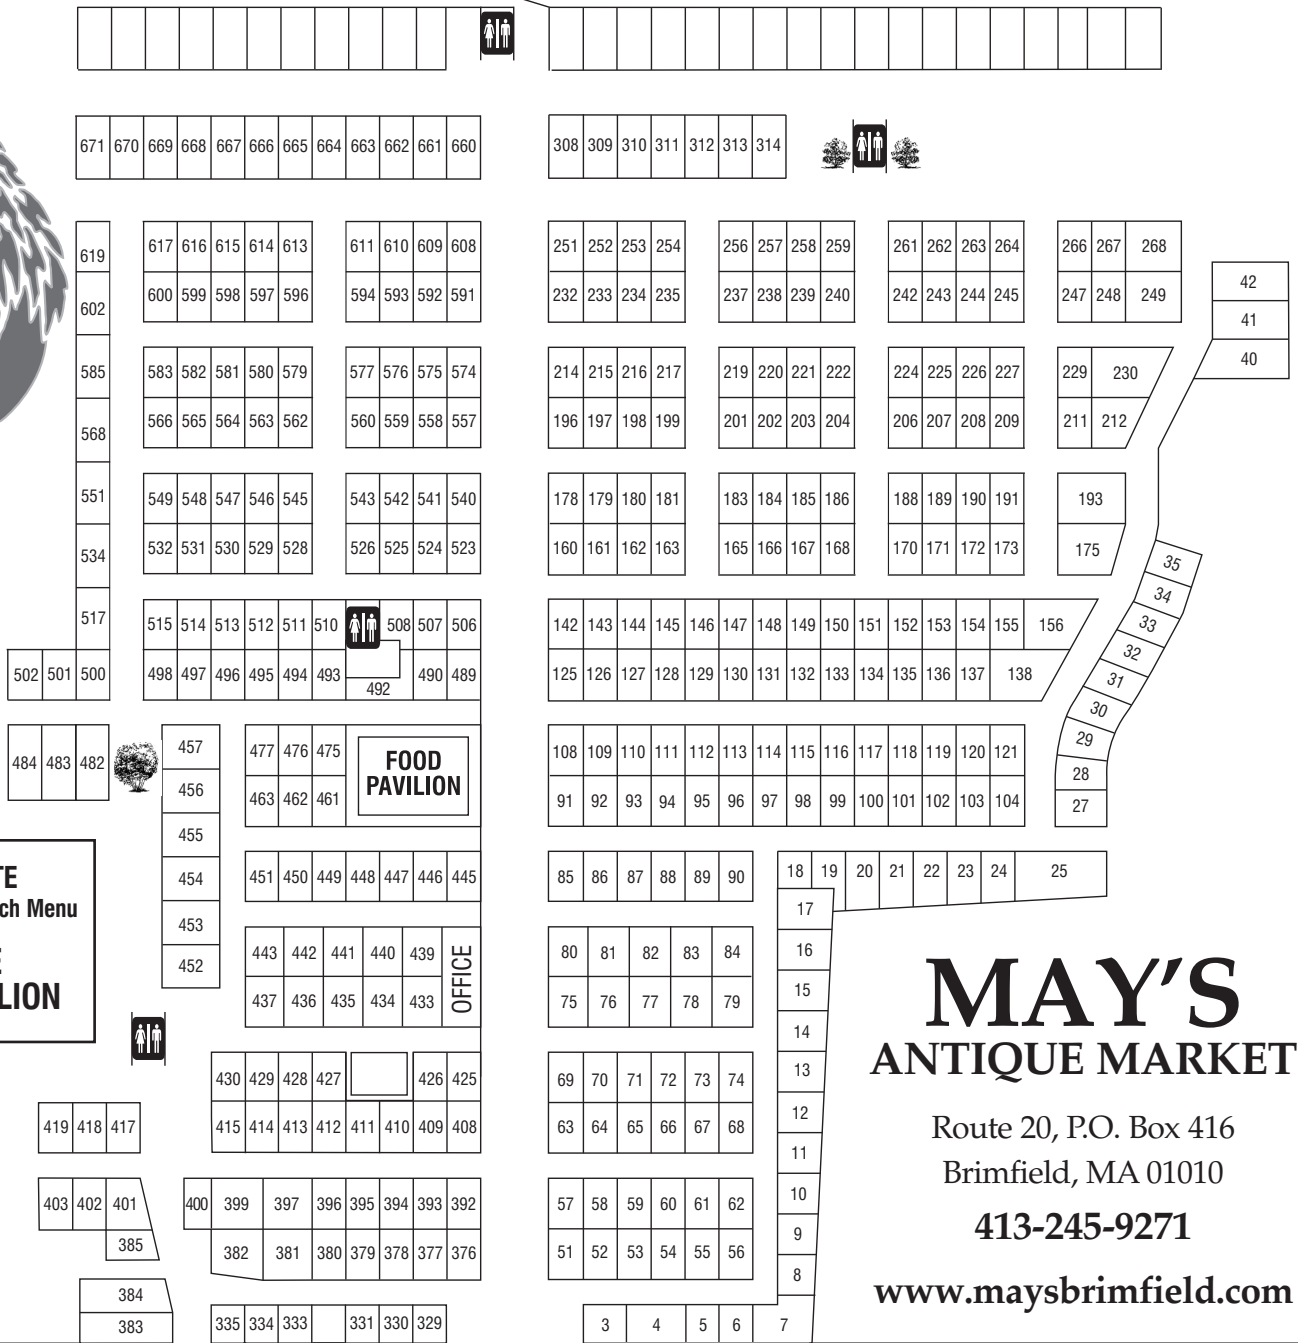 671 670 669 668 667 666 665 664 663 662 661 660 308 309 310 311 312 313 314
619 617 616 615 614 613 611 610 609 608 251 252 253 254 256 257 258 259 261 262 263 264 266 267 268
42
602 600 599 598 597 596 594 593 592 591 232 233 234 235 237 238 239 240 242 243 244 245 247 248 249
41
40
585 583 582 581 580 579 577 576 575 574 214 215 216 217 219 220 221 222 224 225 226 227 229 230
568 566 565 564 563 562 560 559 558 557 196 197 198 199 201 202 203 204 206 207 208 209 211 212
551 549 548 547 546 545 543 542 541 540 178 179 180 181 183 184 185 186 188 189 190 191 193
534 532 531 530 529 528 526 525 524 523 160 161 162 163 165 166 167 168 170 171 172 173 175
35
34
33
32
31
30
29
28
27
517 515 514 513 512 511 510 508 507 506 142 143 144 145 146 147 148 149 150 151 152 153 154 155 156
502 501 500 498 497 496 495 494 493 492 490 489 125 126 127 128 129 130 131 132 133 134 135 136 137 138
484 483 482 457 477 476 475 108 109 110 111 112 113 114 115 116 117 118 119 120 121
FOOD
PAVILION
456 463 462 461 91 92 93 94 95 96 97 98 99 100 101 102 103 104
455
454 451 450 449 448 447 446 445 85 86 87 88 89 90 18 19 20 21 22 23 24 25
TE
ch Menu
E
LION
453
452
443 442 441 440 439 OFFICE 80 81 82 83 84
437 436 435 434 433 75 76 77 78 79
17
16
15
14
13
12
11
10
9
8
430 429 428 427 426 425 69 70 71 72 73 74
419 418 417 415 414 413 412 411 410 409 408 63 64 65 66 67 68
403 402 401 400 399 397 396 395 394 393 392 57 58 59 60 61 62
385 382 381 380 379 378 377 376 51 52 53 54 55 56
384
383 335 334 333 331 330 329 3 4 5 6 7
MAY'S
ANTIQUE MARKET
Route 20, P.O. Box 416
Brimfield, MA 01010
413-245-9271
www.maysbrimfield.com